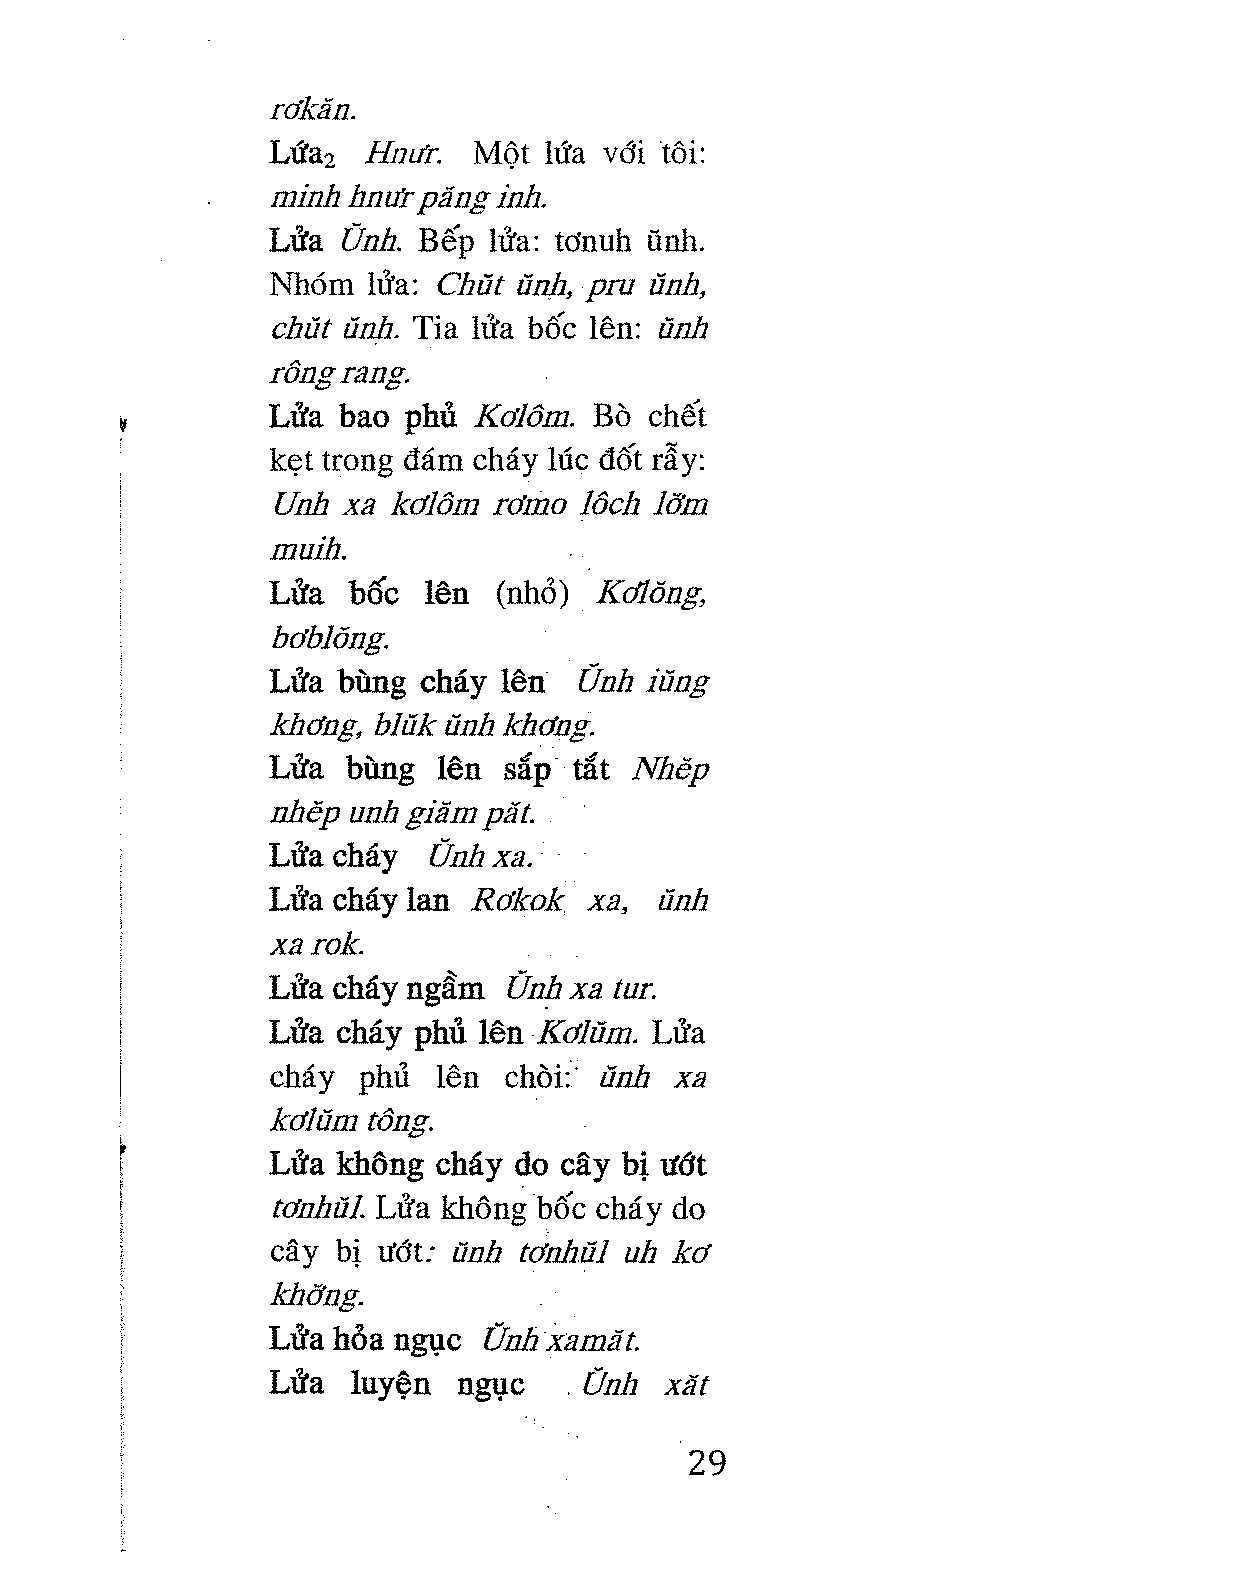 rơkăn.
Lứa₂ Hnưr. Một lứa với tôi:
minh hnưr păng inh.
Lửa Ŭnh. Bếp lửa: tơnuh ŭnh.
Nhóm lửa: Chŭt ŭnh, pru ŭnh,
chŭt ŭnh. Tia lửa bốc lên: ŭnh
rông rang.
Lửa bao phủ Kơlôm. Bò chết
kẹt trong đám cháy lúc đốt rẫy:
Unh xa kơlôm rơmo lôch lơ̆m
muih.
Lửa bốc lên (nhỏ) Kơlŏng,
bơblŏng.
Lửa bùng cháy lên Ŭnh iŭng
khơng, blŭk ŭnh khơng.
Lửa bùng lên sắp tắt Nhĕp
nhĕp unh giăm păt.
Lửa cháy Ŭnh xa.
Lửa cháy lan Rơkok xa, ŭnh
xa rok.
Lửa cháy ngầm Ŭnh xa tur.
Lửa cháy phủ lên Kơlŭm. Lửa
cháy phủ lên chòi: ŭnh xa
kơlŭm tông.
Lửa không cháy do cây bị ướt
tơnhŭl. Lửa không bốc cháy do
cây bị ướt: ŭnh tơnhŭl uh kơ
khơ̆ng.
Lửa hỏa ngục Ŭnh xamăt.
Lửa luyện ngục Ŭnh xăt
29